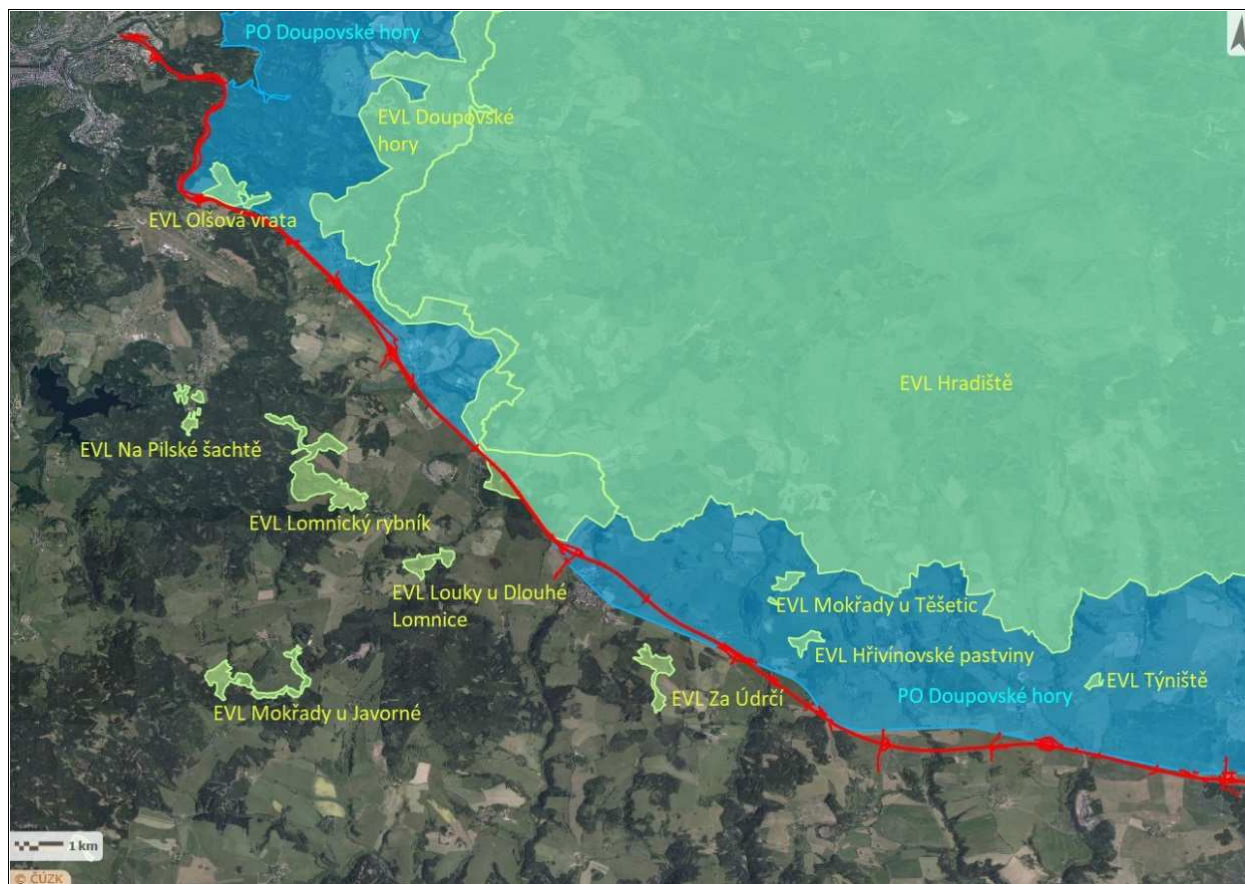 PO Doupovské hory
EVL Doupovské
hory
EVL Olšová vrata
EVL Hradiště
EVL Na Pilské šachtě
EVL Lomnický rybník
EVL Louky u Dlouhé
Lomnice
EVL Mokřady u Těšetic
EVL Hřivínovské pastviny
EVL Týniště
EVL Za Údrčí
PO Doupovské hory
EVL Mokřady u Javorné
1 km
© ČÚZK